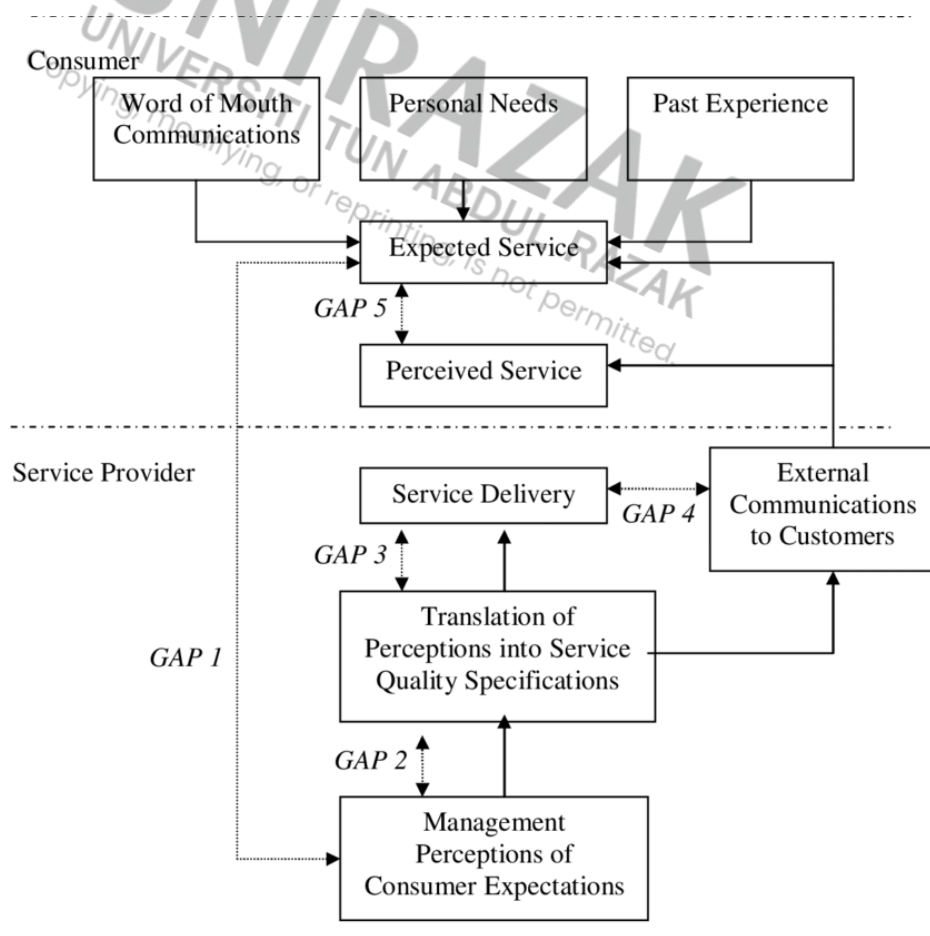 UNIRAZAK
UNIVERSITI TUN ABDUL RAZAK
Copying, modifying, or reprinting, is not permitted.
Consumer
Word of Mouth
Communications
Personal Needs
Past Experience
Expected Service
GAP 5
Perceived Service
Service Provider
Service Delivery
GAP 4
External
Communications
to Customers
GAP 3
Translation of
Perceptions into Service
Quality Specifications
GAP 1
GAP 2
Management
Perceptions of
Consumer Expectations